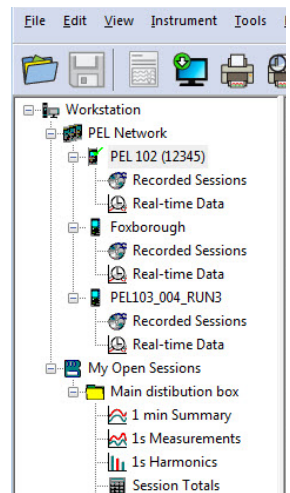 File Edit View Instrument Tools
Workstation
PEL Network
PEL 102 (12345)
Recorded Sessions
Real-time Data
Foxborough
Recorded Sessions
Real-time Data
PEL103_004_RUN3
Recorded Sessions
Real-time Data
My Open Sessions
Main distibution box
1 min Summary
1s Measurements
1s Harmonics
Session Totals